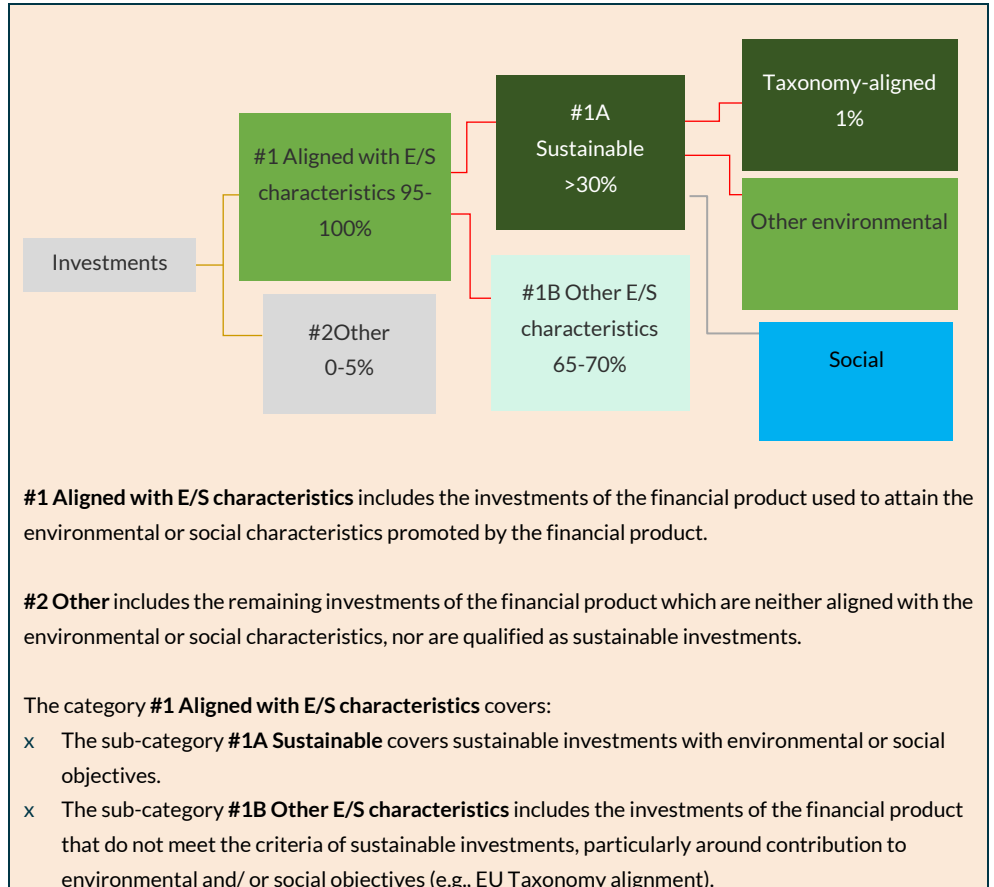 Taxonomy-aligned
1%
#1A
Sustainable
>30%
#1 Aligned with E/S
characteristics 95-
100%
Other environmental
Investments
#1B Other E/S
characteristics
65-70%
#2Other
0-5%
Social
#1 Aligned with E/S characteristics includes the investments of the financial product used to attain the
environmental or social characteristics promoted by the financial product.
#2 Other includes the remaining investments of the financial product which are neither aligned with the
environmental or social characteristics, nor are qualified as sustainable investments.
The category #1 Aligned with E/S characteristics covers:
x The sub-category #1A Sustainable covers sustainable investments with environmental or social
objectives.
x The sub-category #1B Other E/S characteristics includes the investments of the financial product
that do not meet the criteria of sustainable investments, particularly around contribution to
environmental and/ or social objectives (e.g., EU Taxonomy alignment).